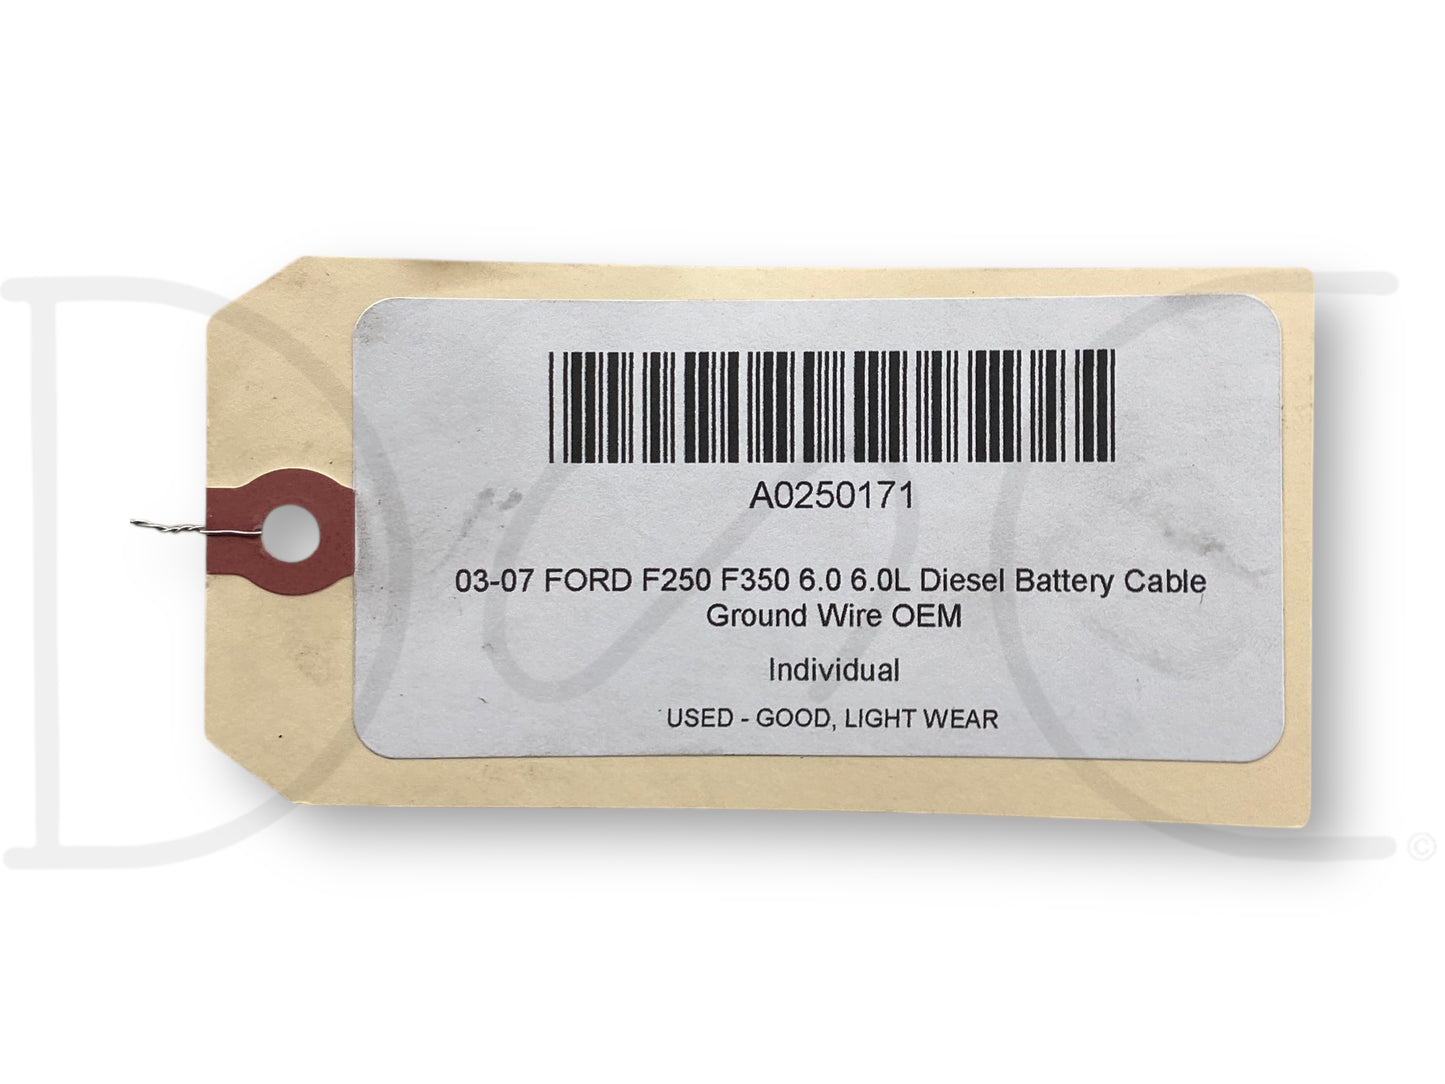 A0250171
03-07 FORD F250 F350 6.0 6.0L Diesel Battery Cable
Ground Wire OEM
Individual
USED - GOOD, LIGHT WEAR
©